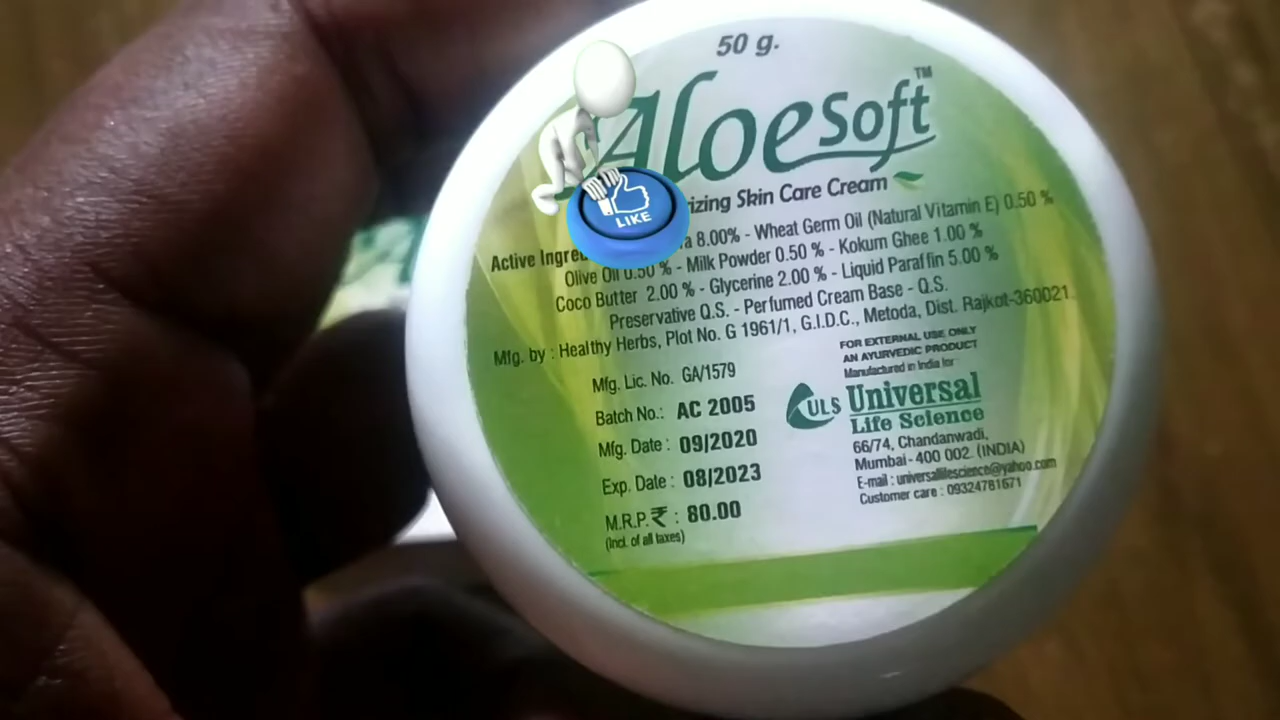 50 g.
Aloe Soft™
rizing Skin Care Cream
Active Ingre a 8.00% - Wheat Germ Oil (Natural Vitamin E) 0.50 %
Olive Oil 0.50 % - Milk Powder 0.50 % - Kokum Ghee 1.00 %
Coco Butter 2.00 % - Glycerine 2.00 % - Liquid Paraffin 5.00 %
Preservative Q.S. - Perfumed Cream Base - Q.S.
Mfg. by : Healthy Herbs, Plot No. G 1961/1, G.I.D.C., Metoda, Dist. Rajkot-360021.
Mfg. Lic. No. GA/1579
Batch No.: AC 2005
Mfg. Date : 09/2020
Exp. Date : 08/2023
M.R.P.₹ : 80.00
(Incl. of all taxes)
FOR EXTERNAL USE ONLY
AN AYURVEDIC PRODUCT
Manufactured in India for
ULS Universal
Life Science
66/74, Chandanwadi,
Mumbai - 400 002. (INDIA)
E-mail : universallifescience@yahoo.com
Customer care : 09324781671
LIKE